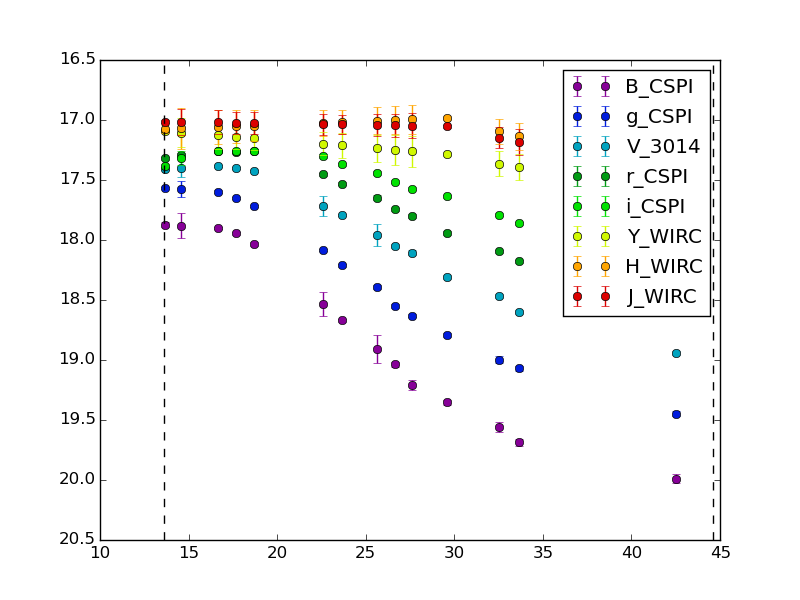 16.5
17.0
17.5
18.0
18.5
19.0
19.5
20.0
20.5
10 15 20 25 30 35 40 45
B_CSPI
g_CSPI
V_3014
r_CSPI
i_CSPI
Y_WIRC
H_WIRC
J_WIRC